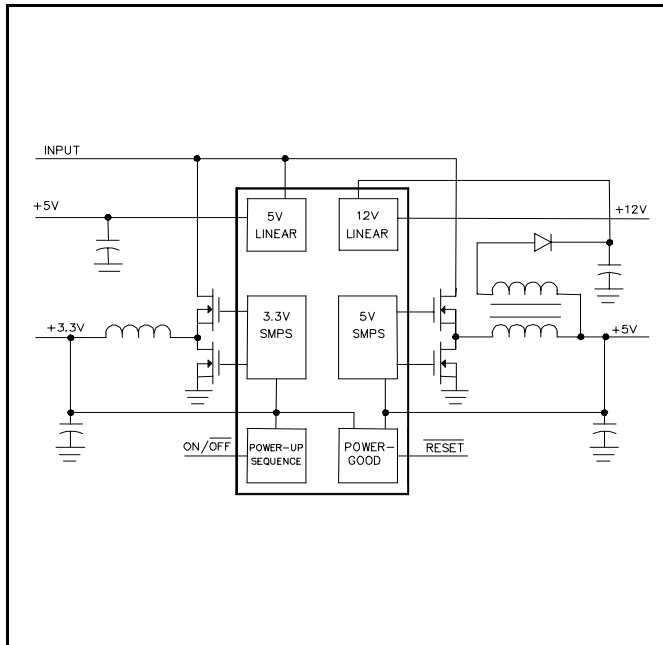 INPUT
+5V
+12V
5V
LINEAR
12V
LINEAR
+3.3V
3.3V
SMPS
5V
SMPS
+5V
ON/OFF
POWER-UP
SEQUENCE
POWER-
GOOD
RESET